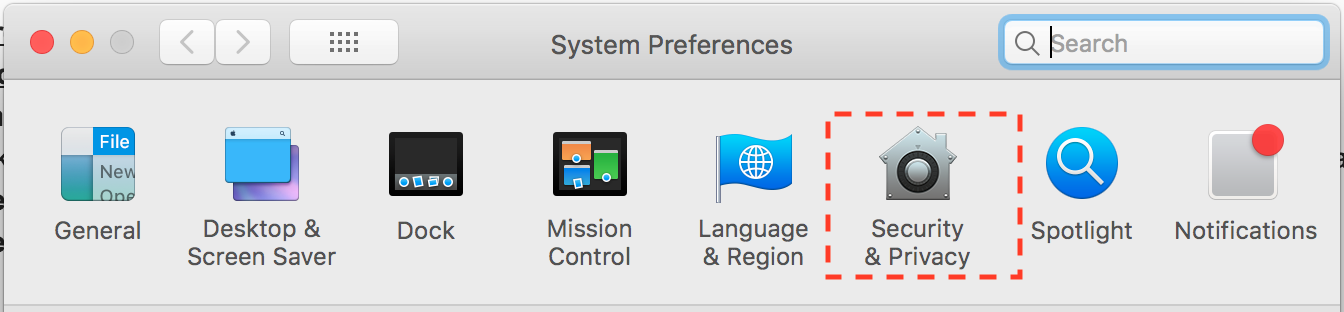 System Preferences
Search
File
New
Ope
General
Desktop &
Screen Saver
Dock
Mission
Control
Language
& Region
Security
& Privacy
Spotlight
Notifications